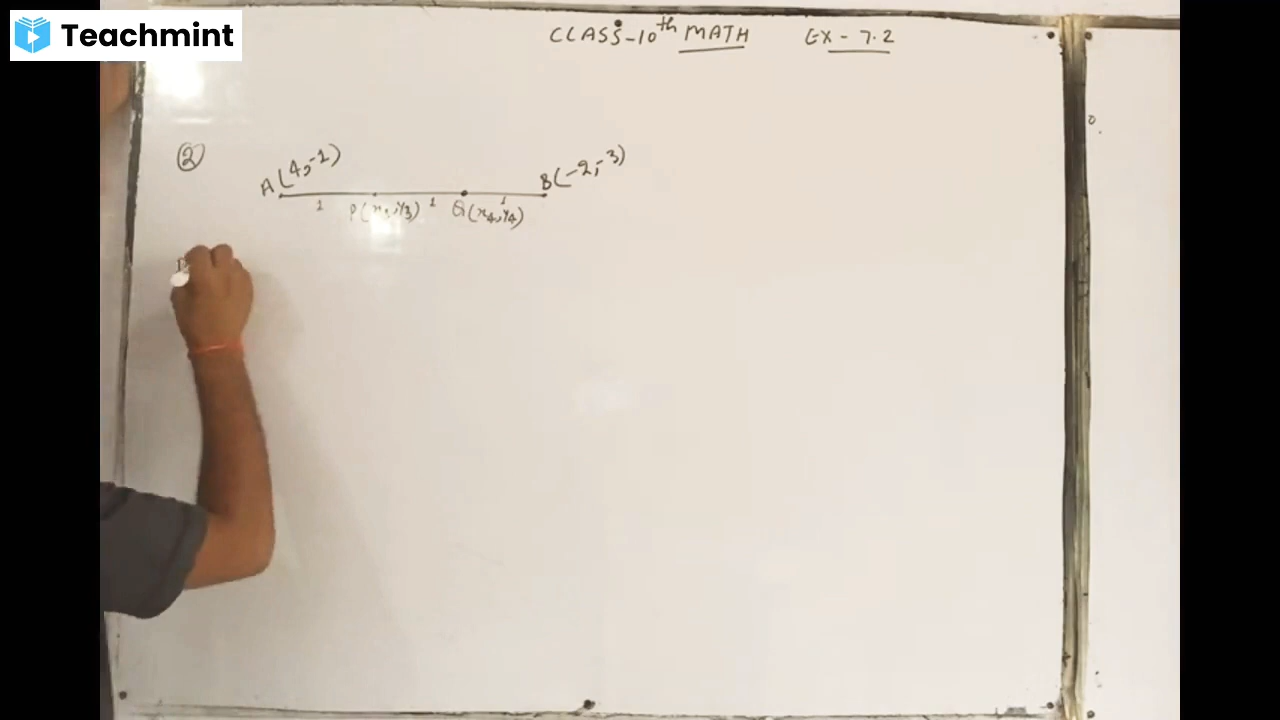 Teachmint
CLASS-10th MATH EX - 7.2
2
A(4,-1) B(-2,-3)
1 P(x3,y3) 1 Q(x4,y4) 1